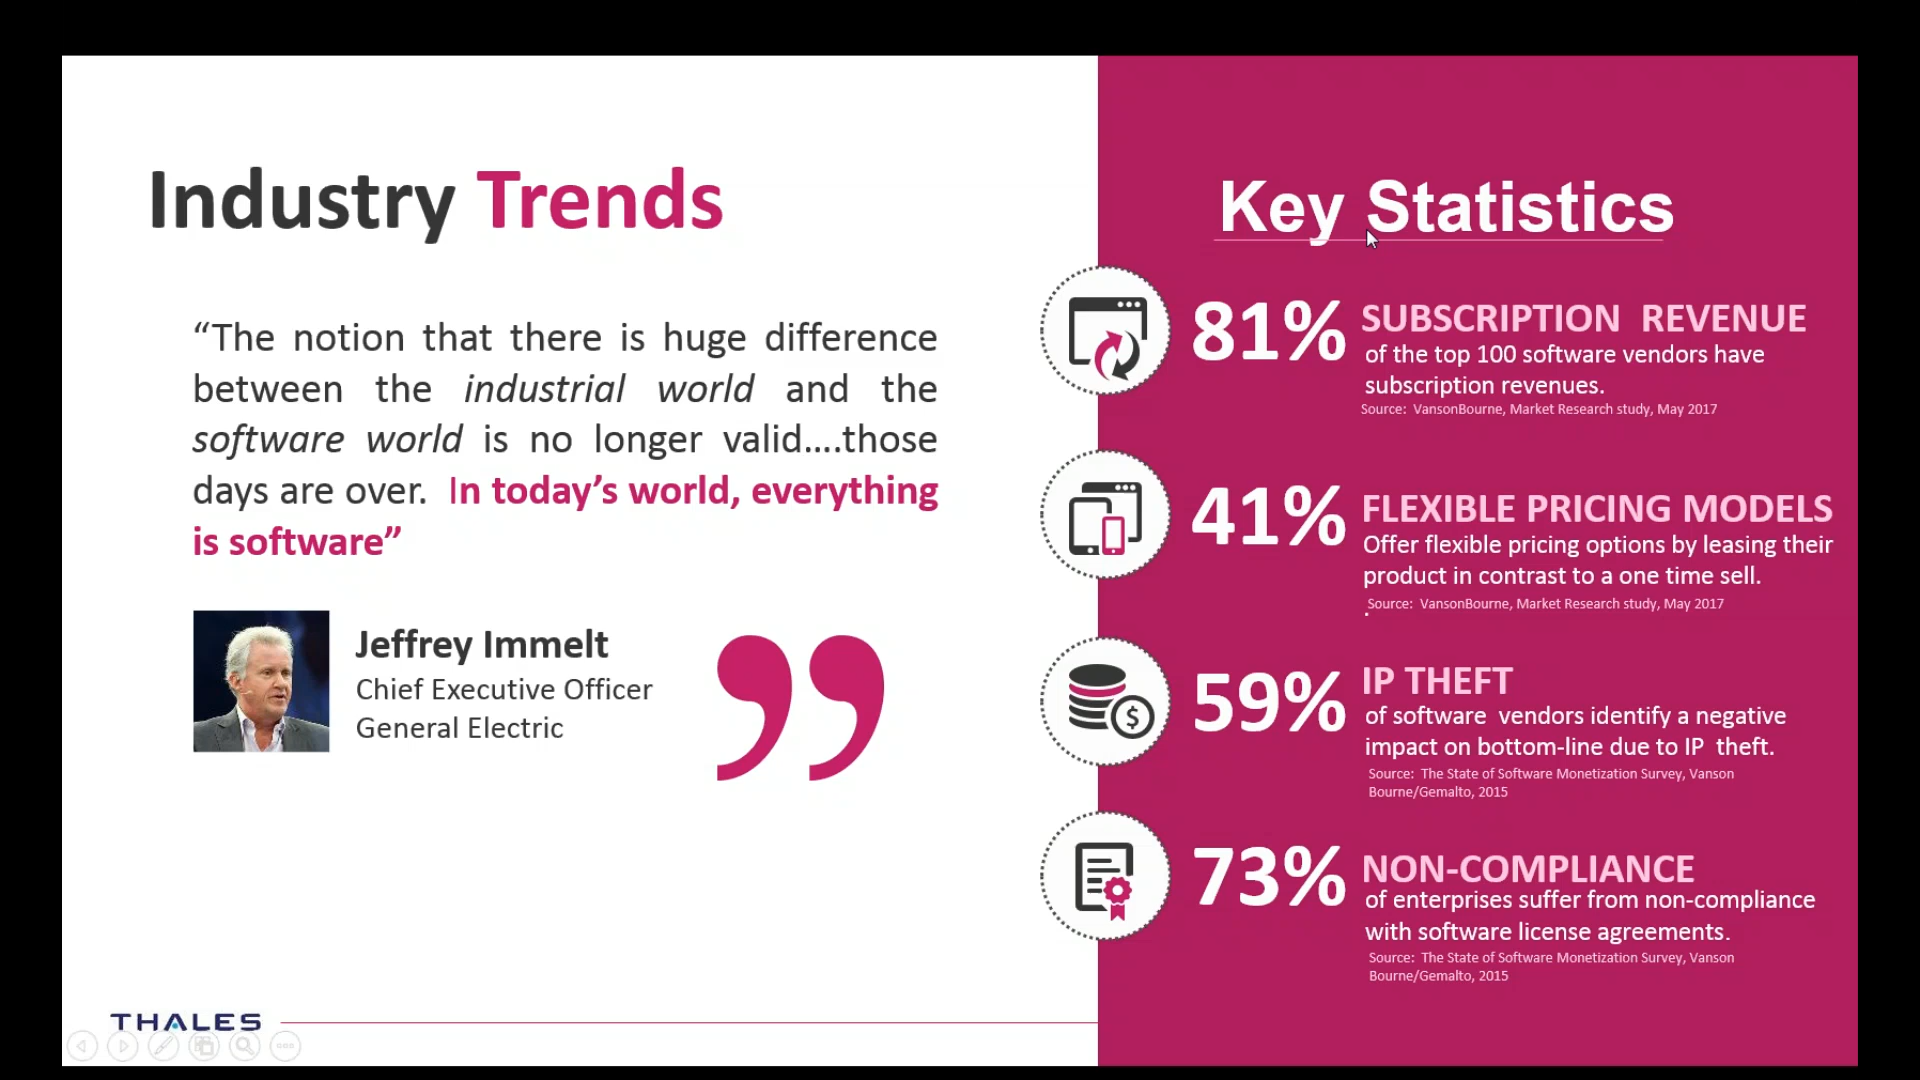 Industry Trends
“The notion that there is huge difference
between the industrial world and the
software world is no longer valid....those
days are over. In today’s world, everything
is software”
Jeffrey Immelt
Chief Executive Officer
General Electric
”
THALES
Key Statistics
81% SUBSCRIPTION REVENUE
of the top 100 software vendors have
subscription revenues.
Source: VansonBourne, Market Research study, May 2017
41% FLEXIBLE PRICING MODELS
Offer flexible pricing options by leasing their
product in contrast to a one time sell.
. Source: VansonBourne, Market Research study, May 2017
59% IP THEFT
of software vendors identify a negative
impact on bottom-line due to IP theft.
Source: The State of Software Monetization Survey, Vanson
Bourne/Gemalto, 2015
73% NON-COMPLIANCE
of enterprises suffer from non-compliance
with software license agreements.
Source: The State of Software Monetization Survey, Vanson
Bourne/Gemalto, 2015